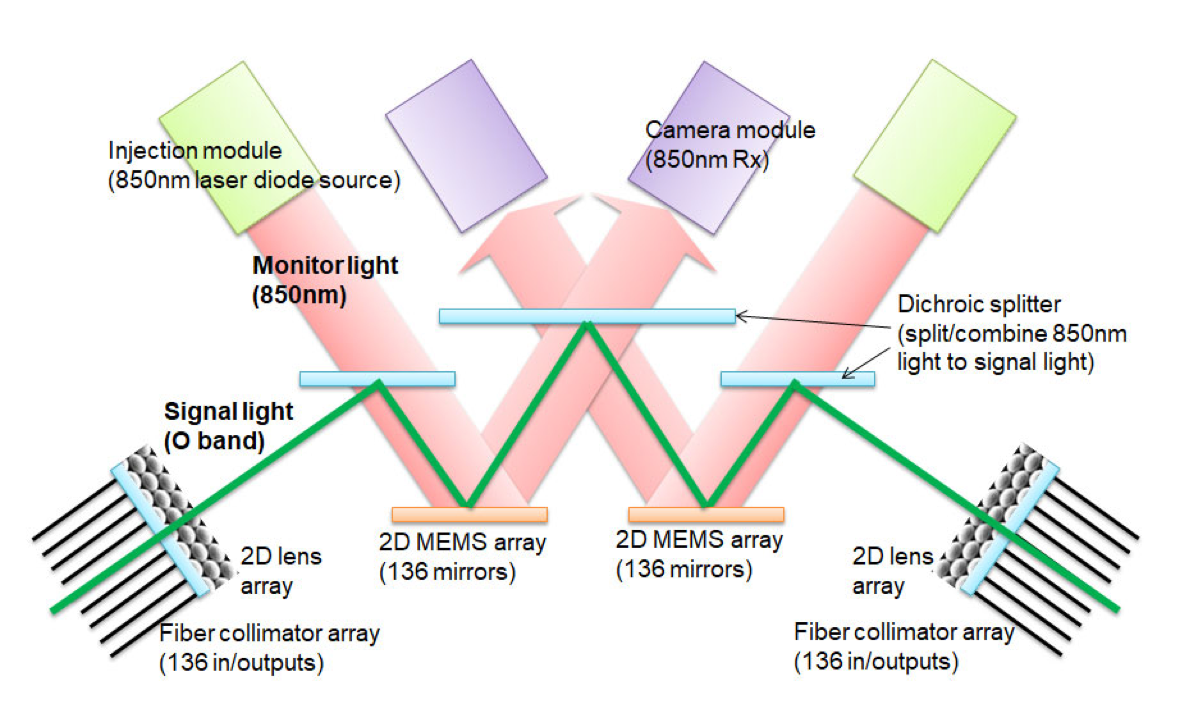 Injection module
(850nm laser diode source)
Camera module
(850nm Rx)
Monitor light
(850nm)
Dichroic splitter
(split/combine 850nm
light to signal light)
Signal light
(O band)
2D lens
array
2D MEMS array
(136 mirrors)
2D MEMS array
(136 mirrors)
2D lens
array
Fiber collimator array
(136 in/outputs)
Fiber collimator array
(136 in/outputs)